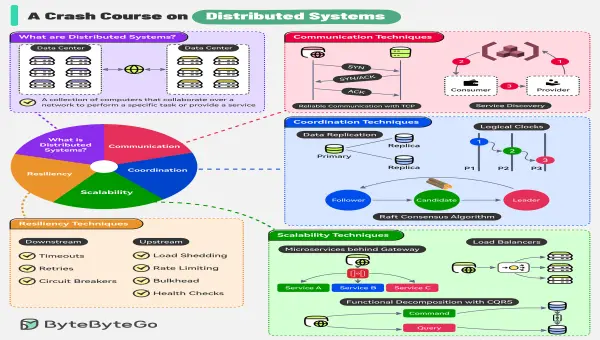 A Crash Course on Distributed Systems
What are Distributed Systems?
Data Center
Data Center
A collection of computers that collaborate over a
network to perform a specific task or provide a service
Communication Techniques
SYN
SYN/ACK
ACK
Reliable Communication with TCP
2
1
Consumer
3
Provider
Service Discovery
What is
Distributed
Systems?
Communication
Resiliency
Coordination
Scalability
Coordination Techniques
Data Replication
Primary
Replica
Replica
Logical Clocks
1
2
3
P1
P2
P3
Follower
Candidate
Leader
Raft Consensus Algorithm
Resiliency Techniques
Downstream
Timeouts
Retries
Circuit Breakers
Upstream
Load Shedding
Rate Limiting
Bulkhead
Health Checks
Scalability Techniques
Microservices behind Gateway
Service A
Service B
Service C
Load Balancers
Functional Decomposition with CQRS
Command
Query
ByteByteGo